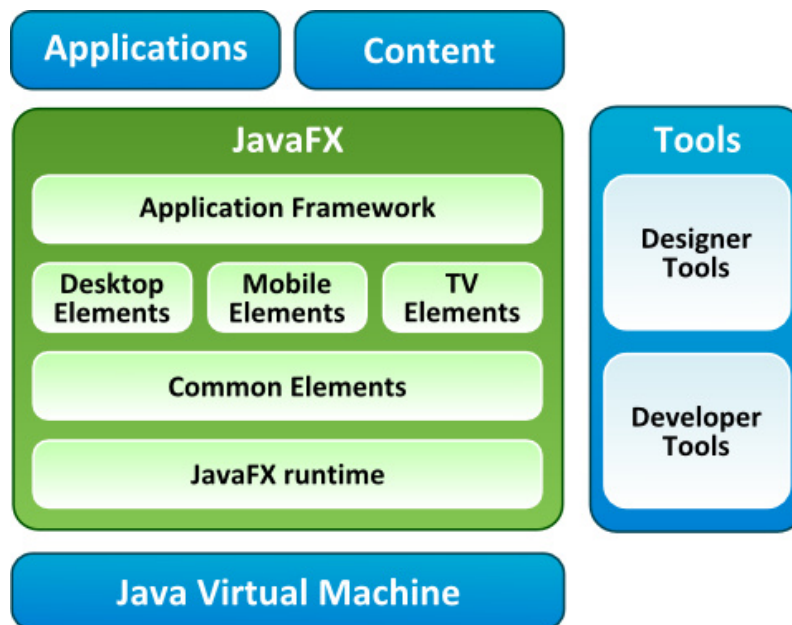 Applications
Content
JavaFX
Application Framework
Desktop
Elements
Mobile
Elements
TV
Elements
Common Elements
JavaFX runtime
Java Virtual Machine
Tools
Designer
Tools
Developer
Tools